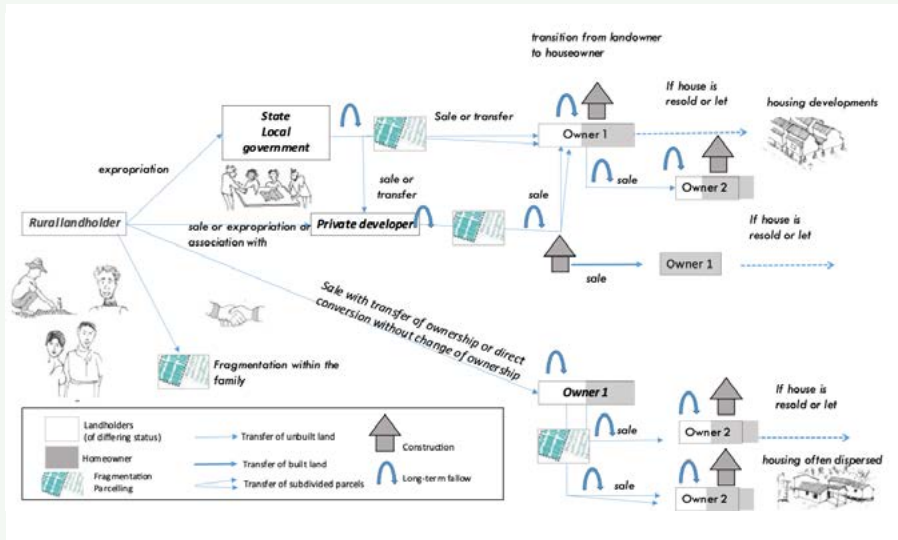 transition from landowner
to houseowner
If house is
resold or let
housing developments
State
Local
government
Sale or transfer
Owner 1
expropriation
sale or
transfer
sale
sale
Owner 2
Rural landholder
sale or expropriation or
association with
Private developer
If house is
resold or let
Owner 1
sale
Sale with transfer of ownership or direct
conversion without change of ownership
Fragmentation within the
family
Owner 1
If house is
resold or let
sale
Owner 2
housing often dispersed
sale
Owner 2
Landholders
(of differing status)
Homeowner
Fragmentation
Parcelling
Transfer of unbuilt land
Transfer of built land
Transfer of subdivided parcels
Construction
Long-term fallow